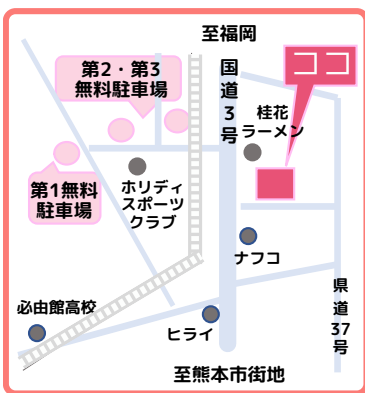 至福岡
第2・第3
無料駐車場
国道3号
ココ
桂花
ラーメン
第1無料
駐車場
ホリディ
スポーツ
クラブ
ナフコ
必由館高校
ヒライ
県道37号
至熊本市街地